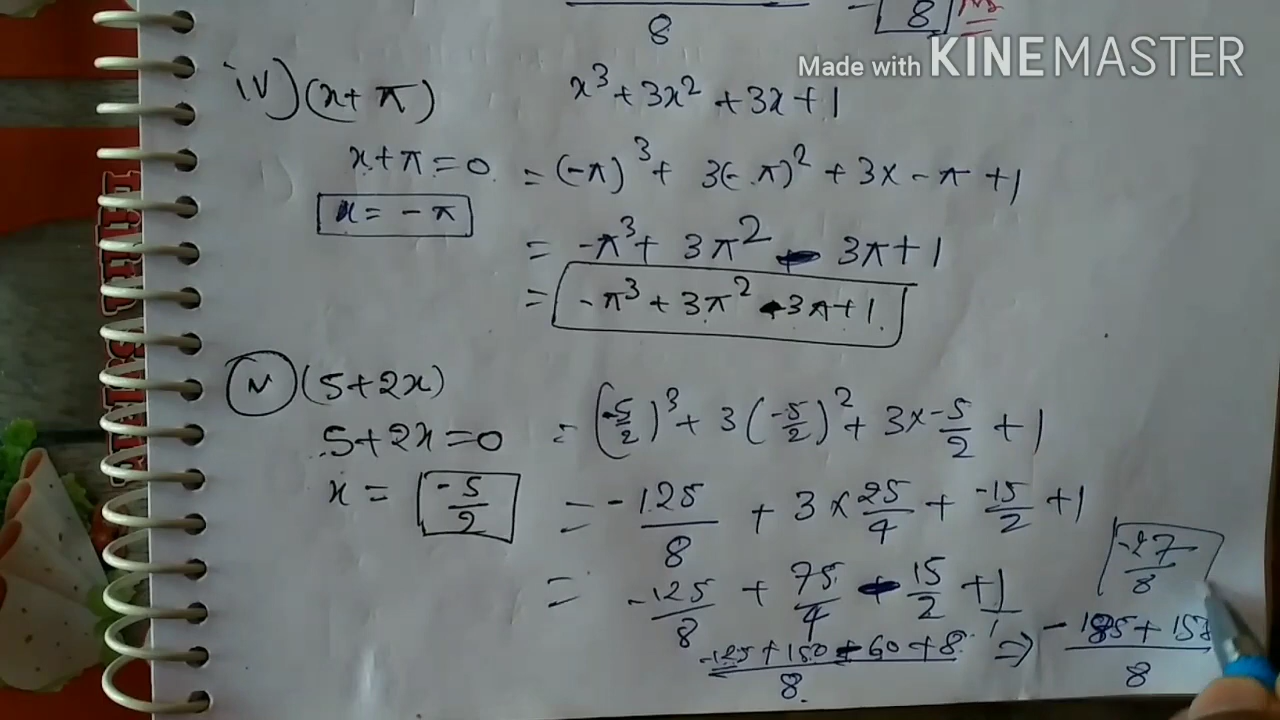 8 = 8 Ans
Made with KINEMASTER
iv) (x + π) x³ + 3x² + 3x + 1
x + π = 0 = (-π)³ + 3(-π)² + 3x - π + 1
x = - π
= -π³ + 3π² - 3π + 1
= -π³ + 3π² - 3π + 1
v (5 + 2x)
5 + 2x = 0 = (-5/2)³ + 3(-5/2)² + 3x -5/2 + 1
x = -5/2 = -125/8 + 3 x 25/4 + -15/2 + 1
= -125/8 + 75/4 - 15/2 + 1/1
-27/8
-125 + 150 - 60 + 8 / 8 ⇒ -185 + 158 / 8